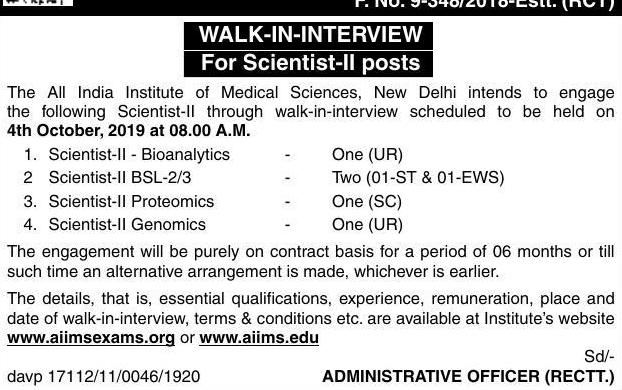 F. No. 9-348/2018-Estt. (RCT)
WALK-IN-INTERVIEW
For Scientist-II posts
The All India Institute of Medical Sciences, New Delhi intends to engage
the following Scientist-II through walk-in-interview scheduled to be held on
4th October, 2019 at 08.00 A.M.
1. Scientist-II - Bioanalytics - One (UR)
2 Scientist-II BSL-2/3 - Two (01-ST & 01-EWS)
3. Scientist-II Proteomics - One (SC)
4. Scientist-II Genomics - One (UR)
The engagement will be purely on contract basis for a period of 06 months or till
such time an alternative arrangement is made, whichever is earlier.
The details, that is, essential qualifications, experience, remuneration, place and
date of walk-in-interview, terms & conditions etc. are available at Institute's website
www.aiimsexams.org or www.aiims.edu
Sd/-
davp 17112/11/0046/1920 ADMINISTRATIVE OFFICER (RECTT.)